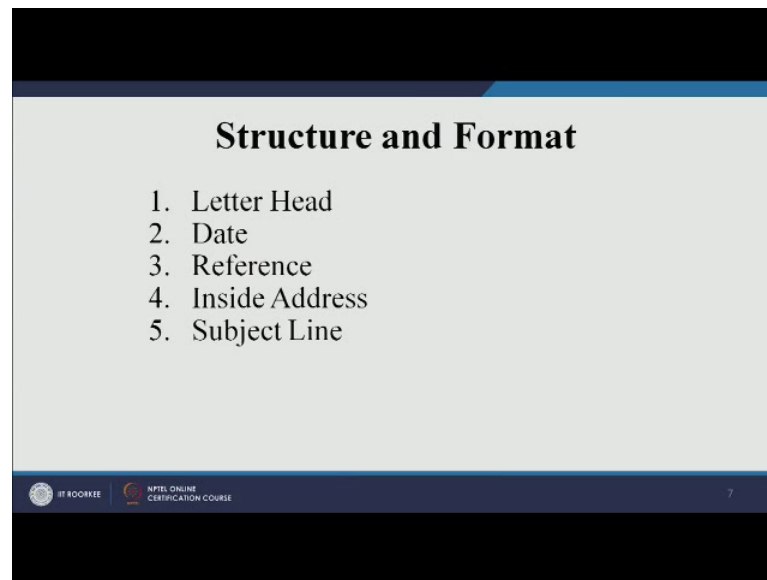 Structure and Format
1. Letter Head
2. Date
3. Reference
4. Inside Address
5. Subject Line
IIT ROORKEE
NPTEL ONLINE
CERTIFICATION COURSE
7